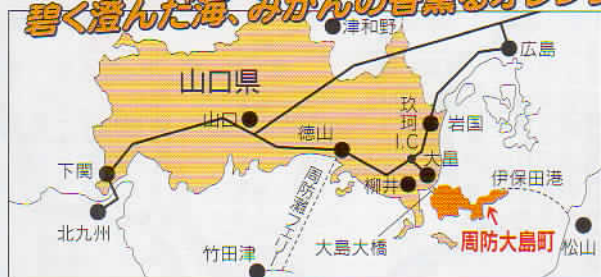 碧く澄んだ海、みかんの香薫るオレンジ
津和野
広島
山口県
山口
徳山
玖珂I.C
岩国
下関
大畠
柳井
伊保田港
周防灘フェリー
北九州
竹田津
大島大橋
周防大島町
松山